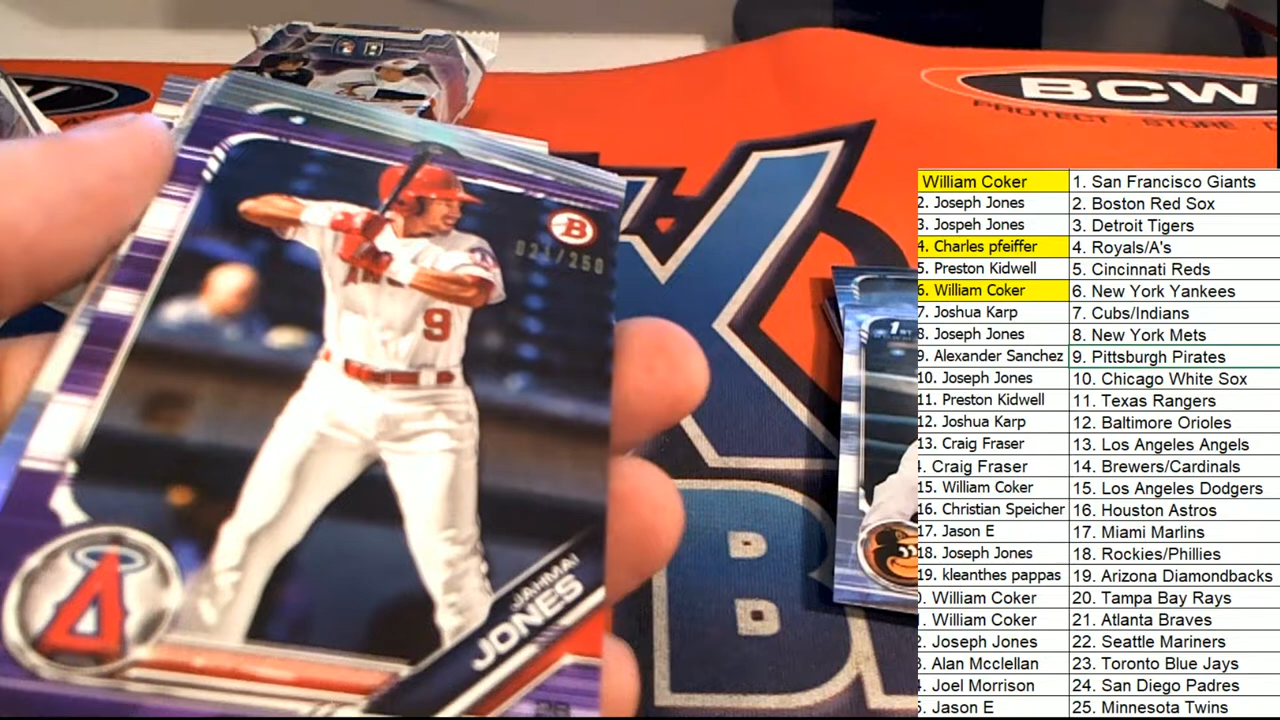 BCW
PROTECT · STORE ·
B
021/250
9
JAHMAI
JONES
1ST
William Coker 1. San Francisco Giants
2. Joseph Jones 2. Boston Red Sox
3. Jospeh Jones 3. Detroit Tigers
4. Charles pfeiffer 4. Royals/A's
5. Preston Kidwell 5. Cincinnati Reds
6. William Coker 6. New York Yankees
7. Joshua Karp 7. Cubs/Indians
8. Joseph Jones 8. New York Mets
9. Alexander Sanchez 9. Pittsburgh Pirates
10. Joseph Jones 10. Chicago White Sox
11. Preston Kidwell 11. Texas Rangers
12. Joshua Karp 12. Baltimore Orioles
13. Craig Fraser 13. Los Angeles Angels
4. Craig Fraser 14. Brewers/Cardinals
15. William Coker 15. Los Angeles Dodgers
16. Christian Speicher 16. Houston Astros
17. Jason E 17. Miami Marlins
18. Joseph Jones 18. Rockies/Phillies
19. kleanthes pappas 19. Arizona Diamondbacks
0. William Coker 20. Tampa Bay Rays
1. William Coker 21. Atlanta Braves
2. Joseph Jones 22. Seattle Mariners
3. Alan Mcclellan 23. Toronto Blue Jays
4. Joel Morrison 24. San Diego Padres
5. Jason E 25. Minnesota Twins